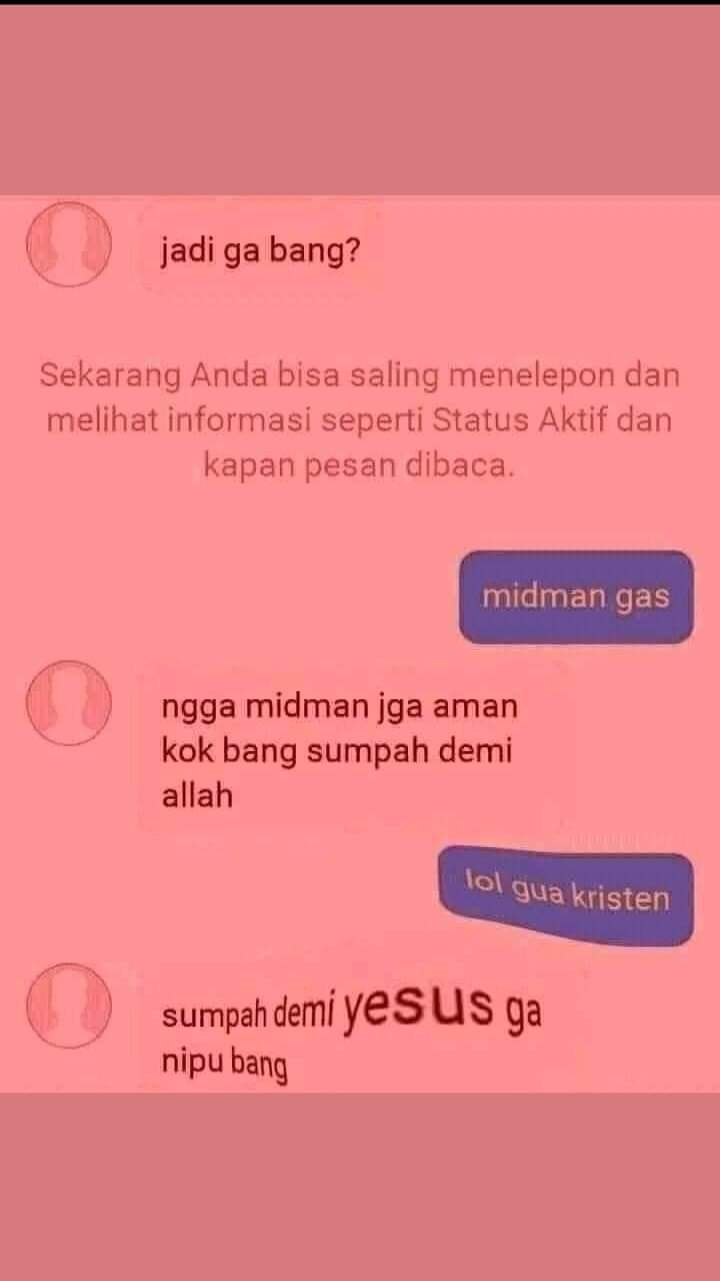 jadi ga bang?
Sekarang Anda bisa saling menelepon dan
melihat informasi seperti Status Aktif dan
kapan pesan dibaca.
midman gas
ngga midman jga aman
kok bang sumpah demi
allah
lol gua kristen
sumpah demi yesus ga
nipu bang